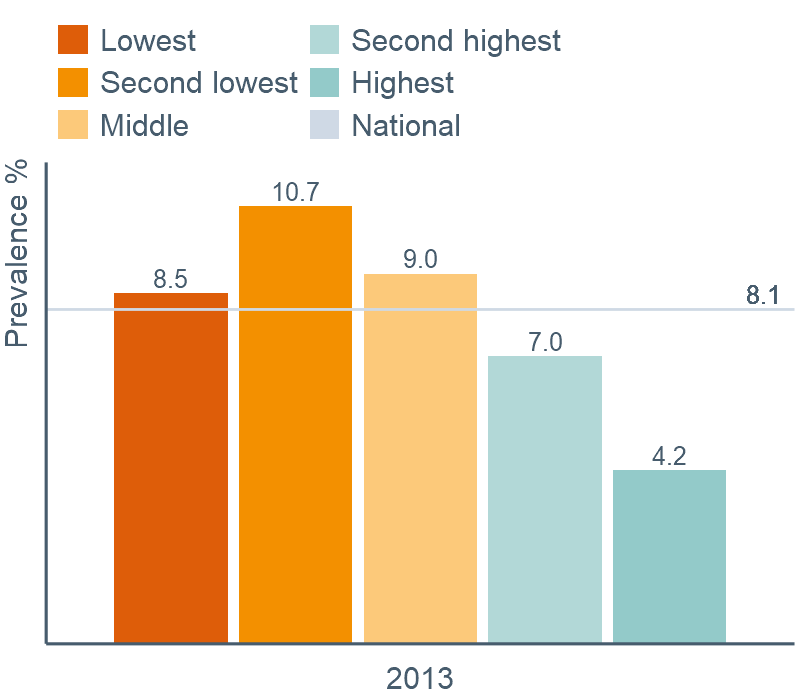 Lowest
Second lowest
Middle
Second highest
Highest
National
Prevalence %
8.5
10.7
9.0
7.0
4.2
8.1
2013